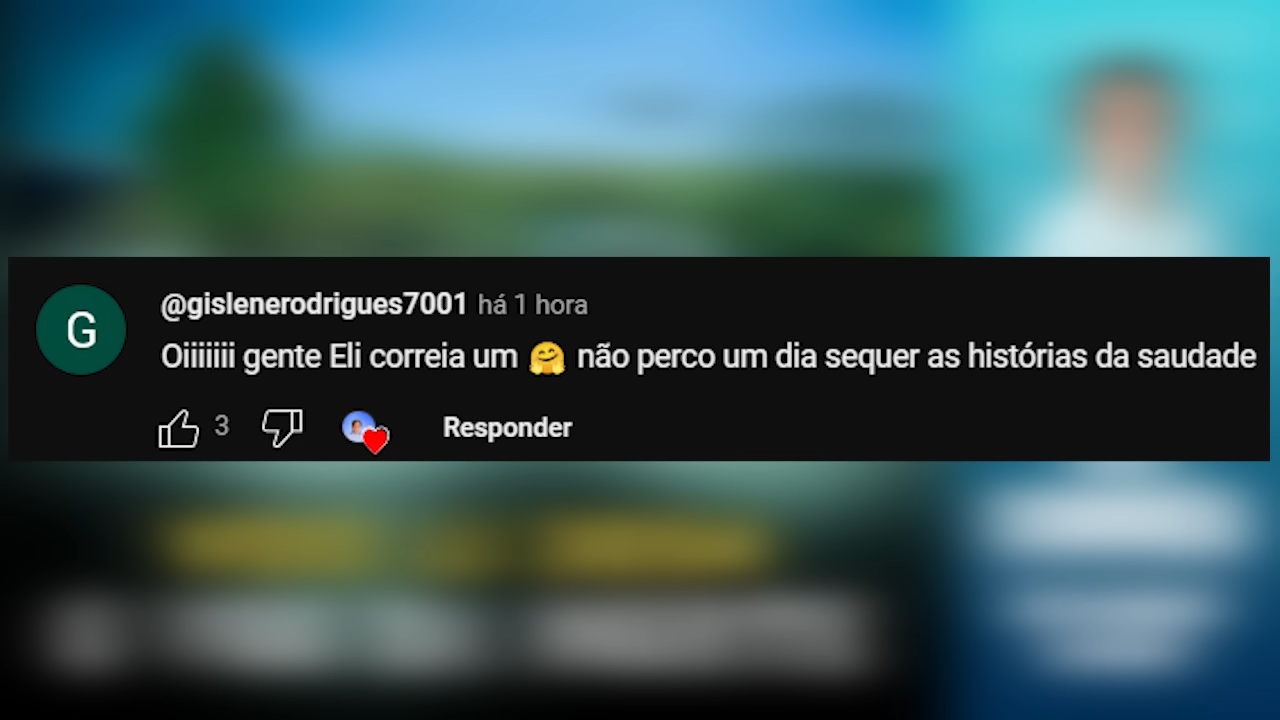 G
@gislenerodrigues7001 há 1 hora
Oiiiiiii gente Eli correia um 🤗 não perco um dia sequer as histórias da saudade
3
Responder